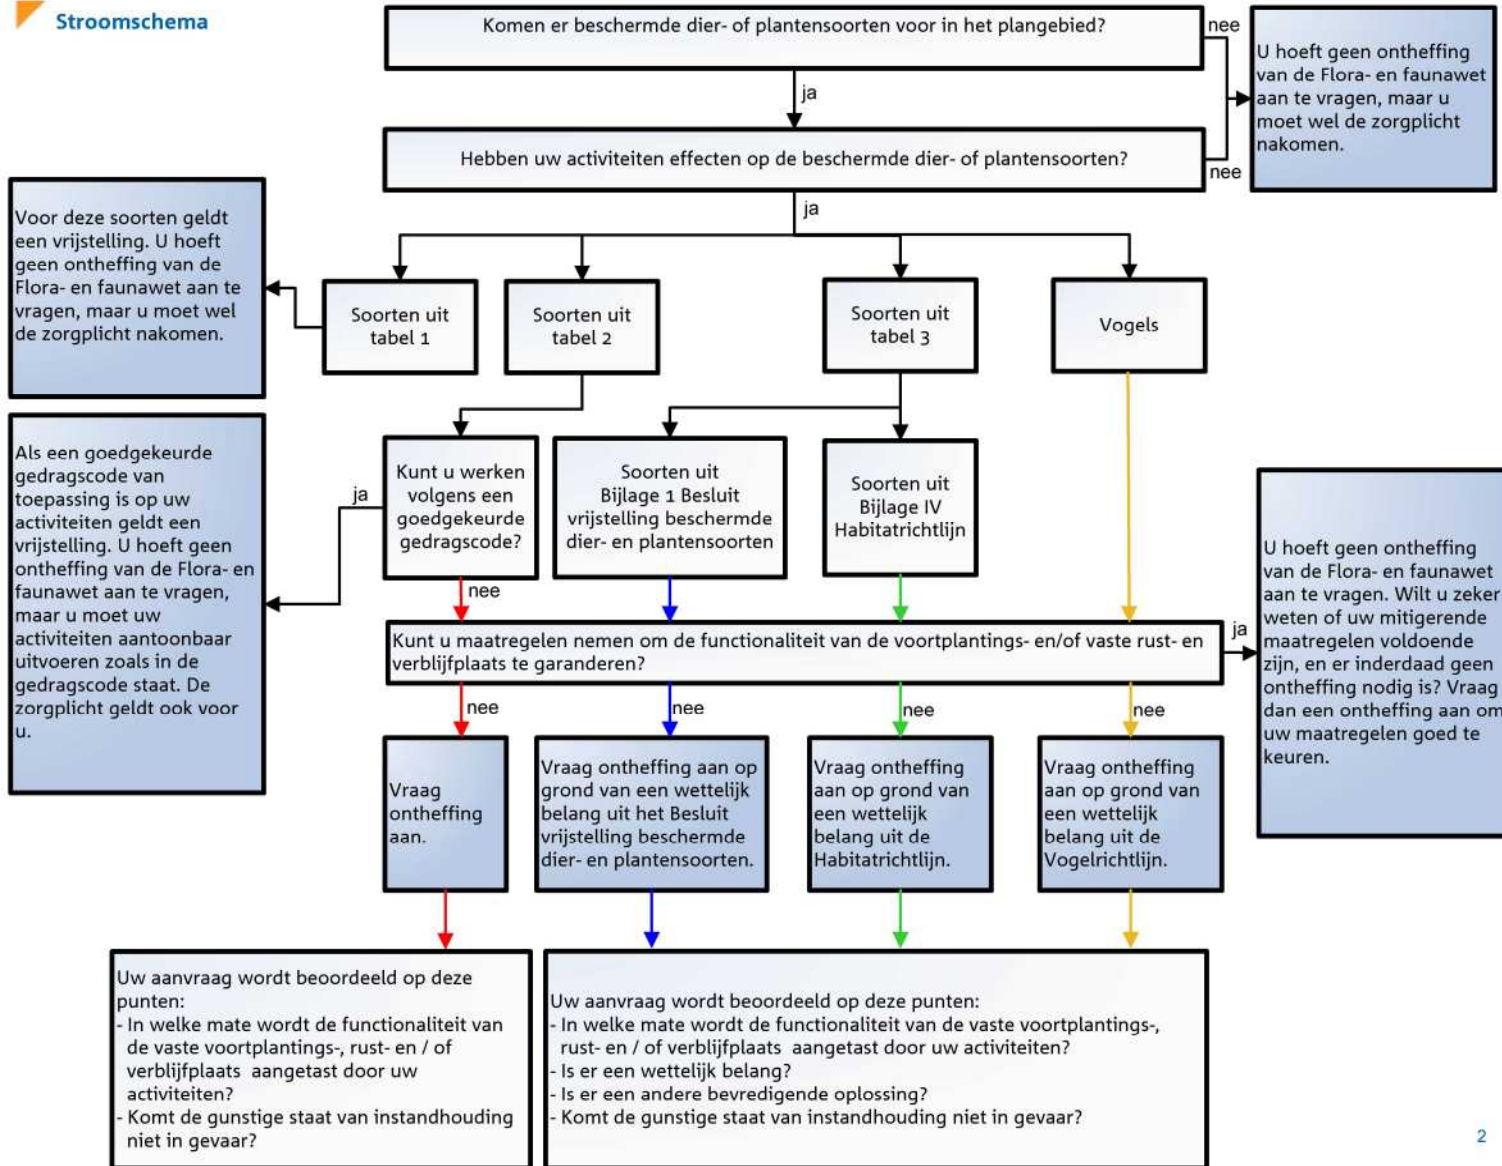 Stroomschema
Komen er beschermde dier- of plantensoorten voor in het plangebied?
nee
U hoeft geen ontheffing
van de Flora- en faunawet
aan te vragen, maar u
moet wel de zorgplicht
nakomen.
ja
Hebben uw activiteiten effecten op de beschermde dier- of plantensoorten?
nee
ja
Voor deze soorten geldt
een vrijstelling. U hoeft
geen ontheffing van de
Flora- en faunawet aan te
vragen, maar u moet wel
de zorgplicht nakomen.
Soorten uit
tabel 1
Soorten uit
tabel 2
Soorten uit
tabel 3
Vogels
Als een goedgekeurde
gedragscode van
toepassing is op uw
activiteiten geldt een
vrijstelling. U hoeft geen
ontheffing van de Flora- en
faunawet aan te vragen,
maar u moet uw
activiteiten aantoonbaar
uitvoeren zoals in de
gedragscode staat. De
zorgplicht geldt ook voor
u.
ja
Kunt u werken
volgens een
goedgekeurde
gedragscode?
Soorten uit
Bijlage 1 Besluit
vrijstelling beschermde
dier- en plantensoorten
Soorten uit
Bijlage IV
Habitatrichtlijn
nee
Kunt u maatregelen nemen om de functionaliteit van de voortplantings- en/of vaste rust- en
verblijfplaats te garanderen?
ja
U hoeft geen ontheffing
van de Flora- en faunawet
aan te vragen. Wilt u zeker
weten of uw mitigerende
maatregelen voldoende
zijn, en er inderdaad geen
ontheffing nodig is? Vraag
dan een ontheffing aan om
uw maatregelen goed te
keuren.
nee
nee
nee
nee
Vraag
ontheffing
aan.
Vraag ontheffing aan op
grond van een wettelijk
belang uit het Besluit
vrijstelling beschermde
dier- en plantensoorten.
Vraag ontheffing
aan op grond van
een wettelijk
belang uit de
Habitatrichtlijn.
Vraag ontheffing
aan op grond van
een wettelijk
belang uit de
Vogelrichtlijn.
Uw aanvraag wordt beoordeeld op deze
punten:
- In welke mate wordt de functionaliteit van
de vaste voortplantings-, rust- en / of
verblijfplaats aangetast door uw
activiteiten?
- Komt de gunstige staat van instandhouding
niet in gevaar?
Uw aanvraag wordt beoordeeld op deze punten:
- In welke mate wordt de functionaliteit van de vaste voortplantings-,
rust- en / of verblijfplaats aangetast door uw activiteiten?
- Is er een wettelijk belang?
- Is er een andere bevredigende oplossing?
- Komt de gunstige staat van instandhouding niet in gevaar?
2